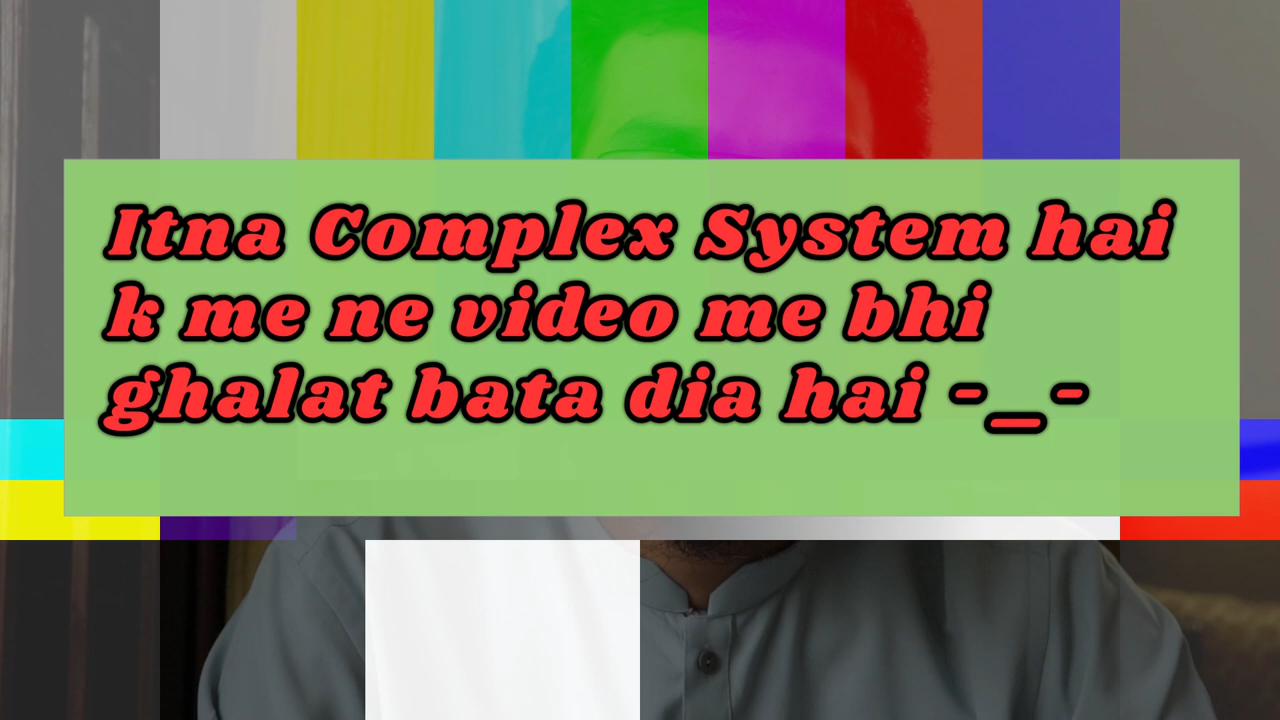 Itna Complex System hai
k me ne video me bhi
ghalat bata dia hai -_-